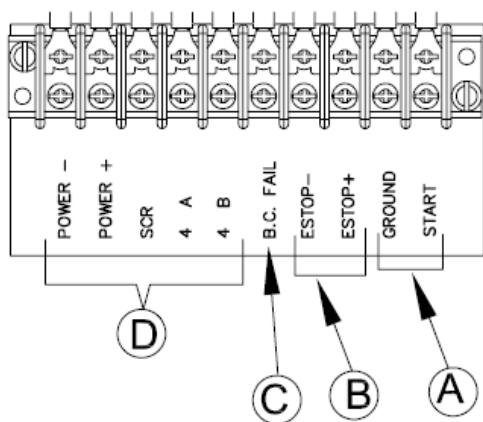 POWER -
POWER +
SCR
4 A
4 B
B.C. FAIL
ESTOP-
ESTOP+
GROUND
START
D
C
B
A